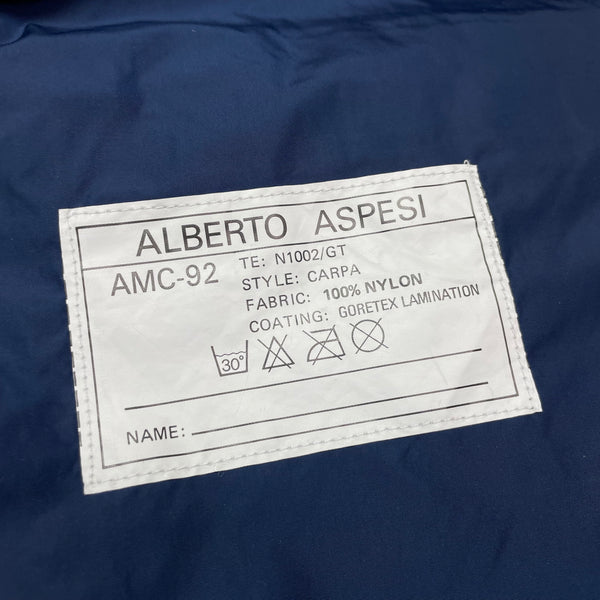 ALBERTO ASPESI
AMC-92
TE: N1002/GT
STYLE: CARPA
FABRIC: 100% NYLON
COATING: GORETEX LAMINATION
30°
NAME: